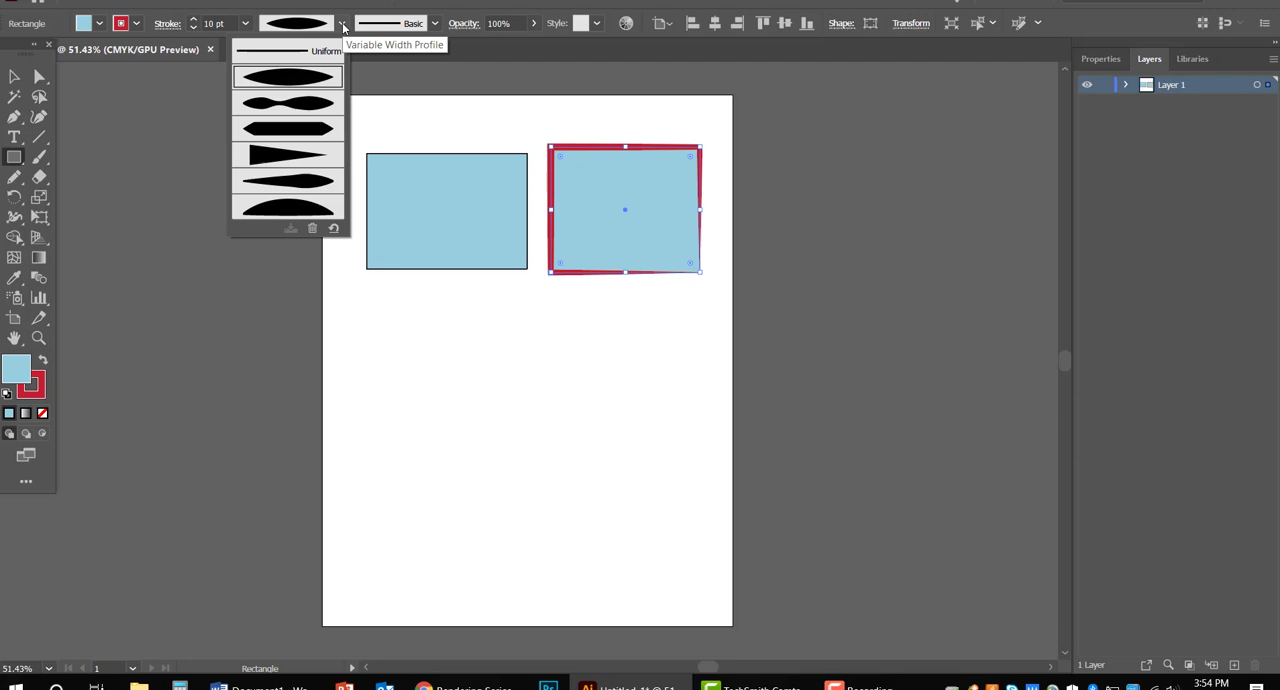 Rectangle
Stroke:
10 pt
Basic
Opacity:
100%
Style:
Shape:
Transform
@ 51.43% (CMYK/GPU Preview) ×
Variable Width Profile
Uniform
Properties
Layers
Libraries
Layer 1
51.43%
1
Rectangle
1 Layer
3:54 PM